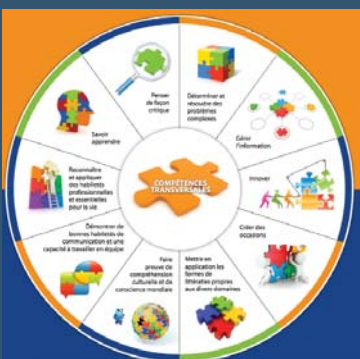 COMPÉTENCES
TRANSVERSALES
Penser
de façon
critique
Déterminer et
résoudre des
problèmes
complexes
Gérer
l'information
Innover
Créer des
occasions
Mettre en
application les
formes de
littératies propres
aux divers domaines
Faire
preuve de
compréhension
culturelle et de
conscience mondiale
Démontrer de
bonnes habiletés de
communication et une
capacité à travailler en équipe
Reconnaître
et appliquer
des habiletés
professionnelles
et essentielles
pour la vie
Savoir
apprendre